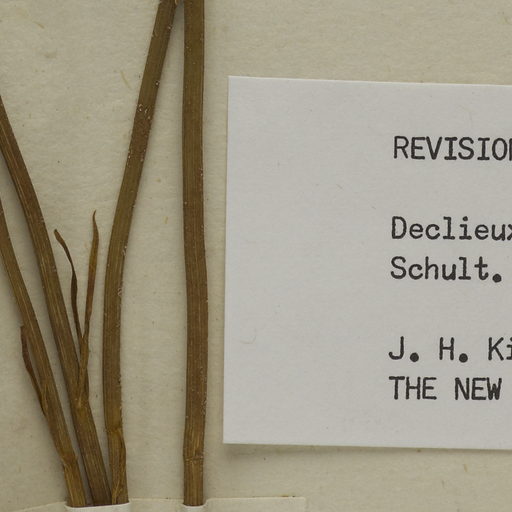 REVISION
Declieux
Schult.
J. H. Ki
THE NEW